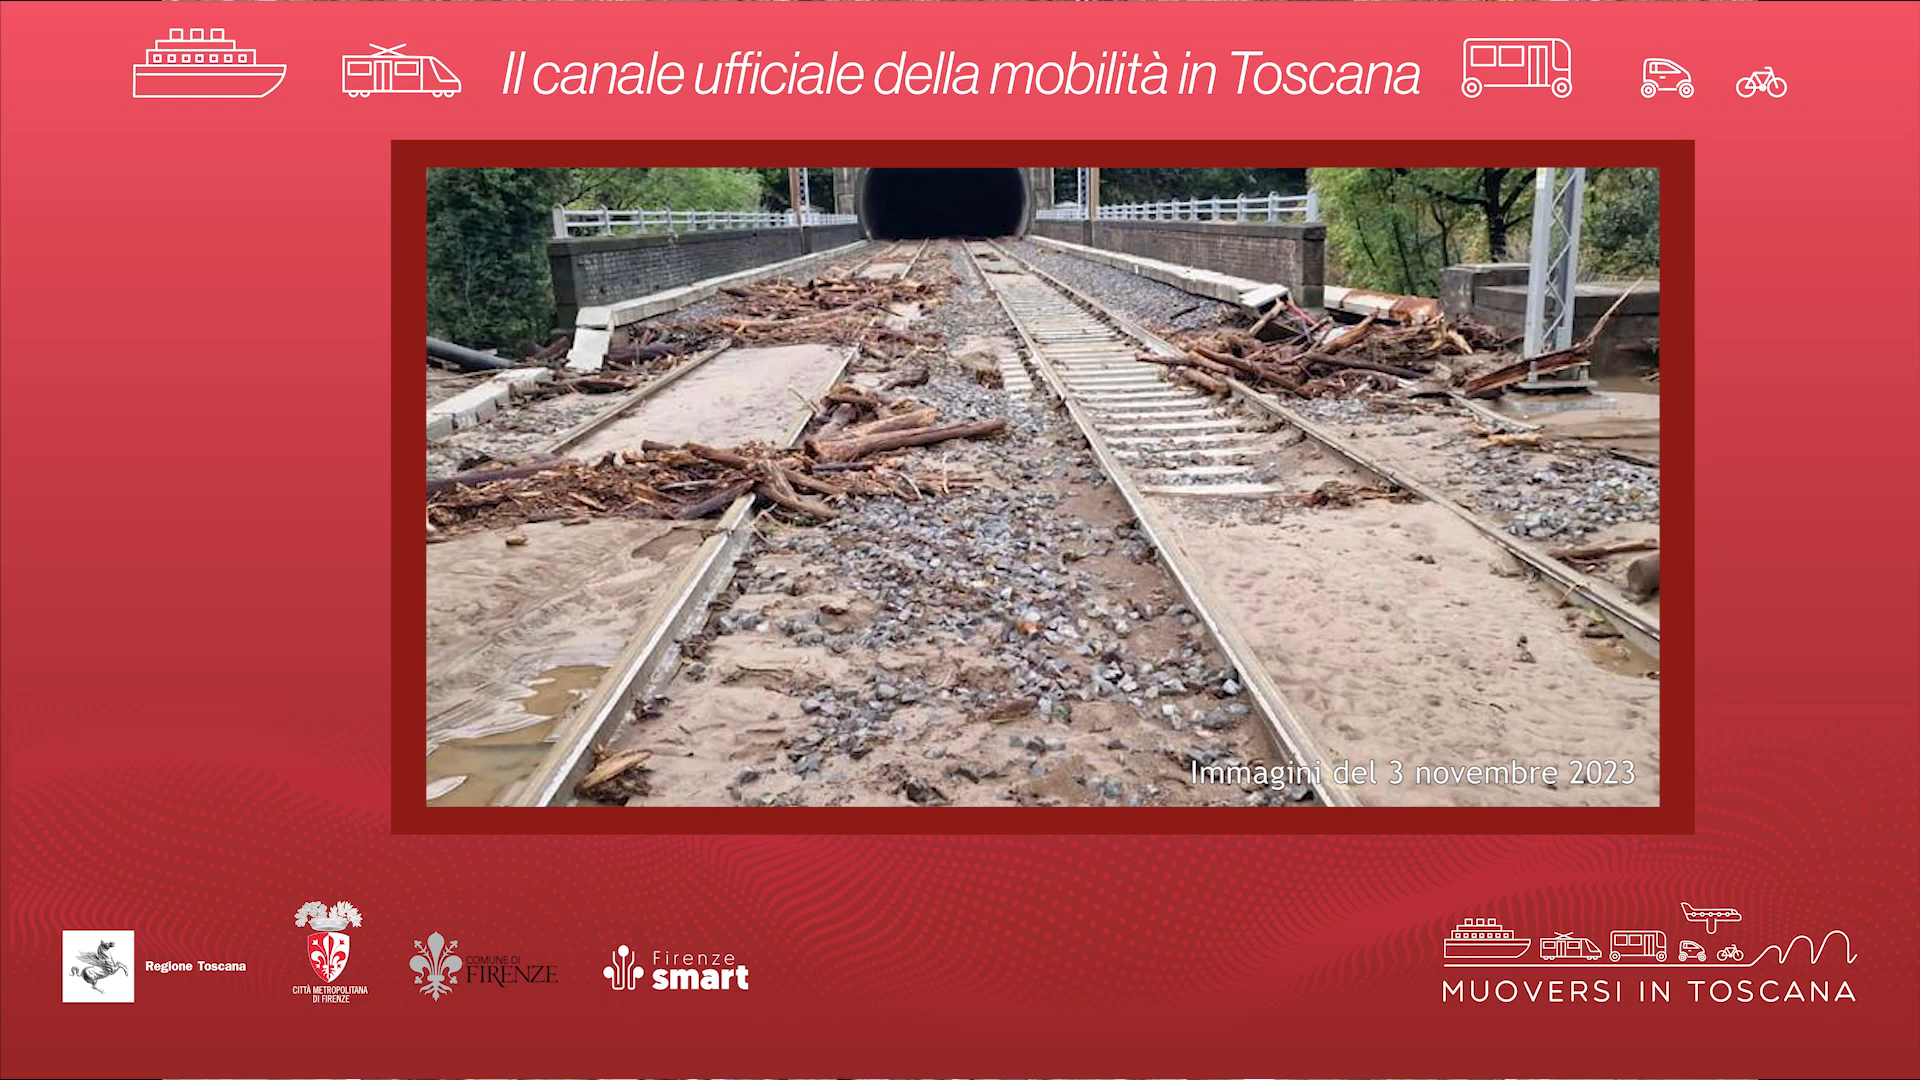 Il canale ufficiale della mobilità in Toscana
Immagini del 3 novembre 2023
Regione Toscana
CITTÀ METROPOLITANA
DI FIRENZE
COMUNE DI
FIRENZE
Firenze
smart
MUOVERSI IN TOSCANA